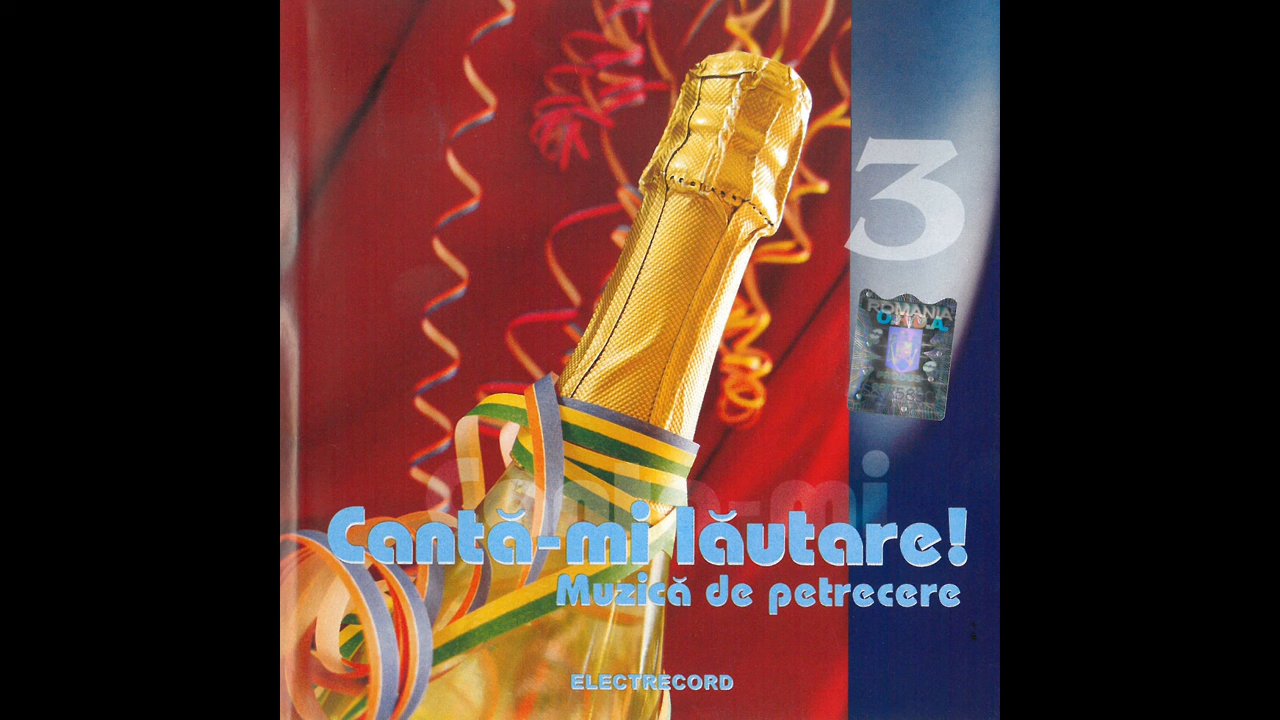 3
ROMANIA
Cantă-mi lăutare!
Muzică de petrecere
ELECTRECORD